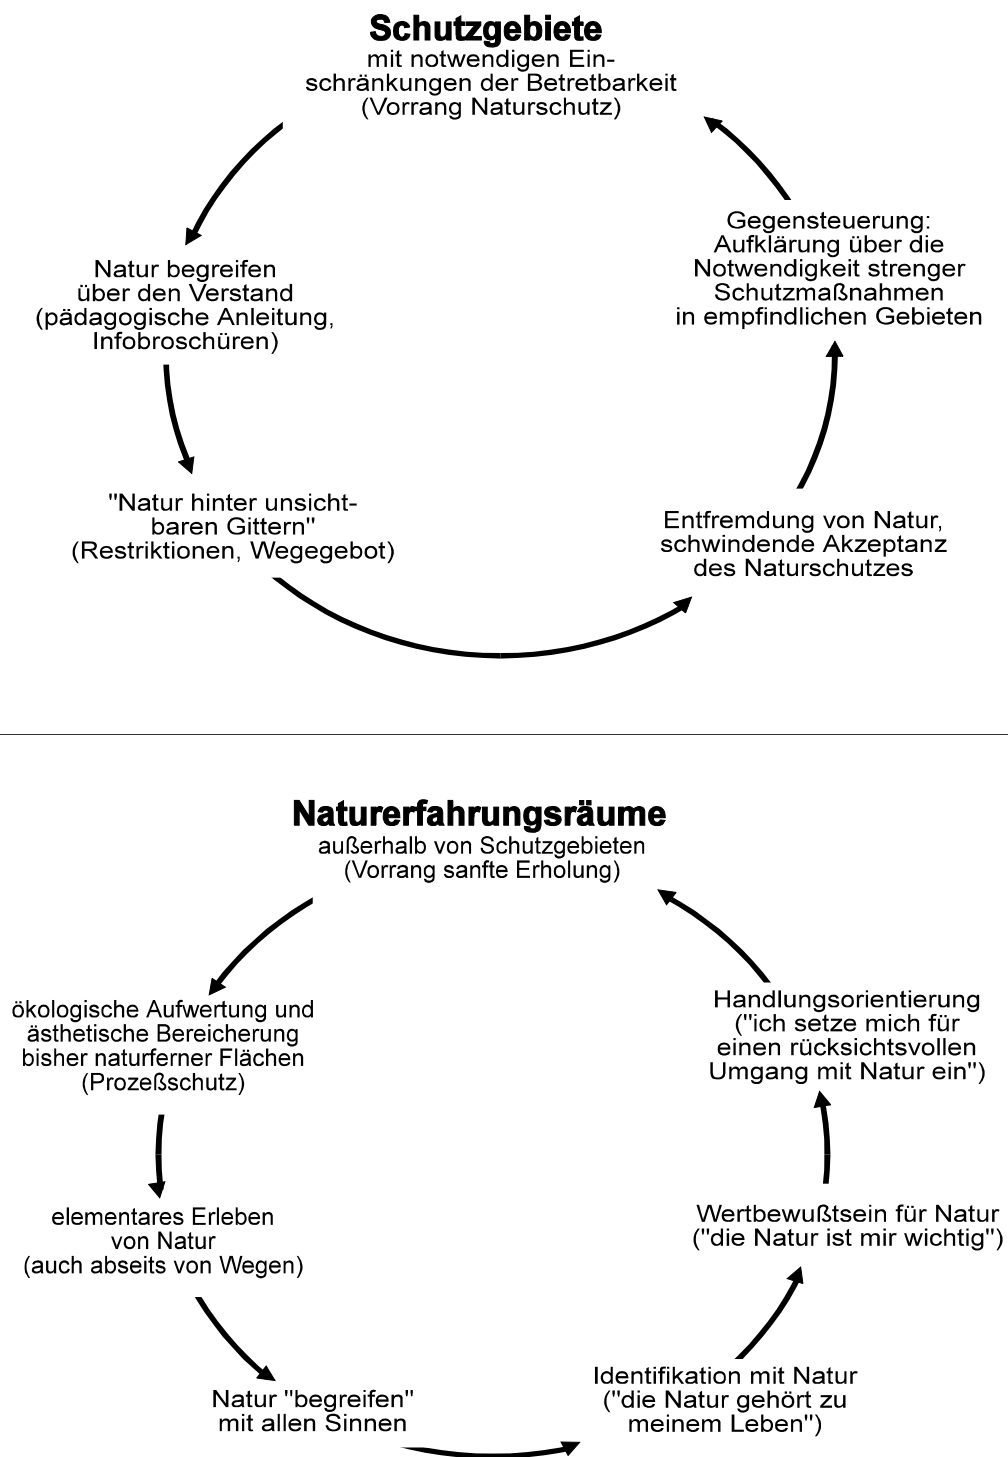 Schutzgebiete
mit notwendigen Ein-
schränkungen der Betretbarkeit
(Vorrang Naturschutz)
Natur begreifen
über den Verstand
(pädagogische Anleitung,
Infobroschüren)
"Natur hinter unsicht-
baren Gittern"
(Restriktionen, Wegegebot)
Entfremdung von Natur,
schwindende Akzeptanz
des Naturschutzes
Gegensteuerung:
Aufklärung über die
Notwendigkeit strenger
Schutzmaßnahmen
in empfindlichen Gebieten
Naturerfahrungsräume
außerhalb von Schutzgebieten
(Vorrang sanfte Erholung)
ökologische Aufwertung und
ästhetische Bereicherung
bisher naturferner Flächen
(Prozeßschutz)
elementares Erleben
von Natur
(auch abseits von Wegen)
Natur "begreifen"
mit allen Sinnen
Identifikation mit Natur
("die Natur gehört zu
meinem Leben")
Wertbewußtsein für Natur
("die Natur ist mir wichtig")
Handlungsorientierung
("ich setze mich für
einen rücksichtsvollen
Umgang mit Natur ein")